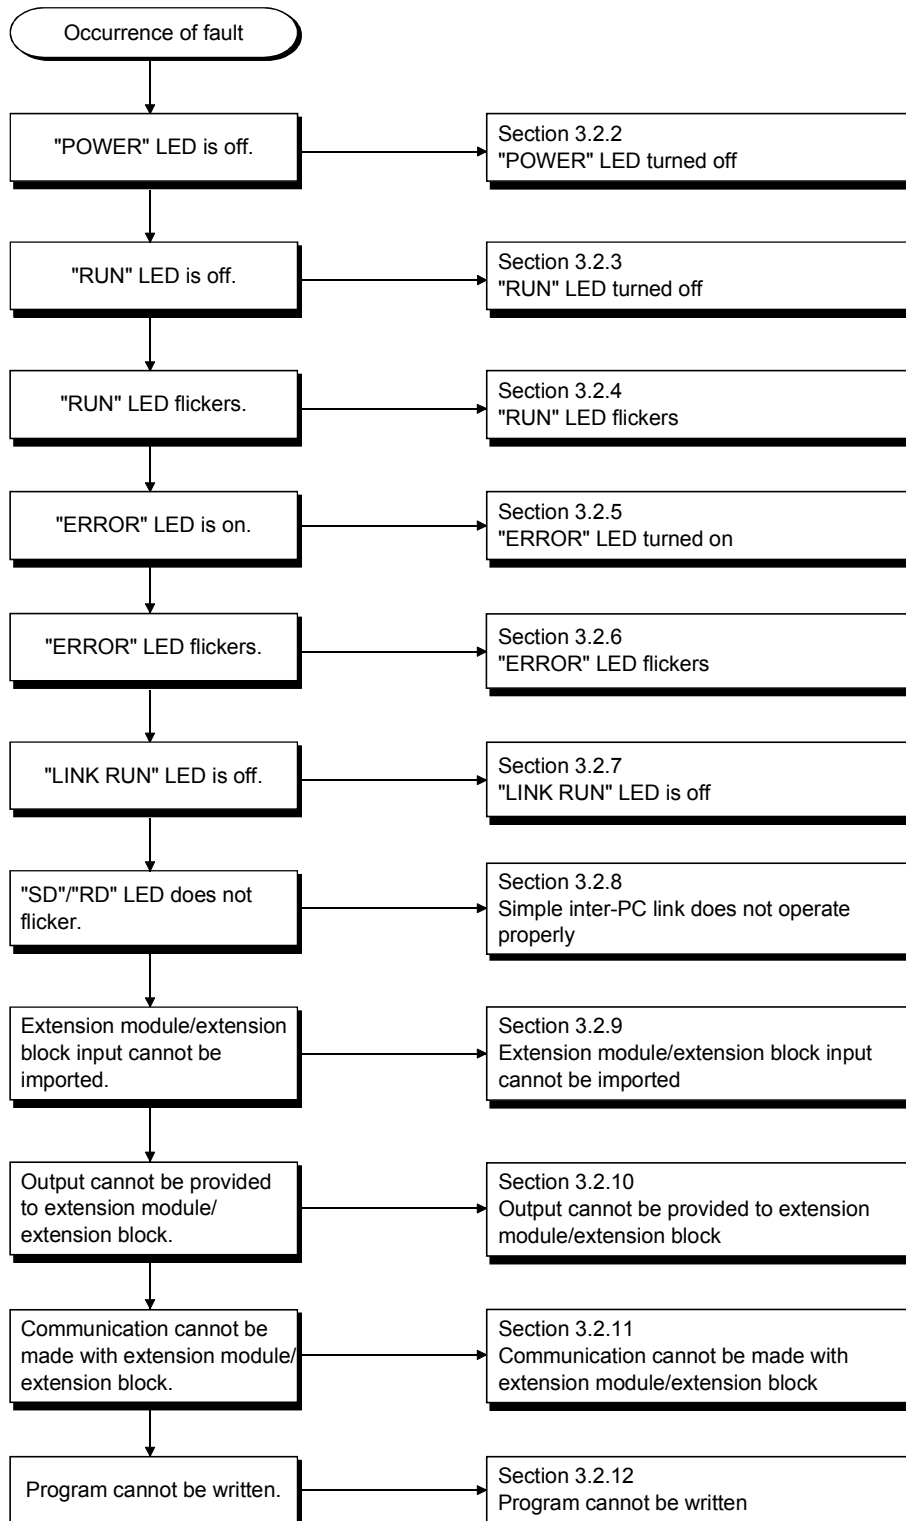 Occurrence of fault
"POWER" LED is off.
Section 3.2.2
"POWER" LED turned off
"RUN" LED is off.
Section 3.2.3
"RUN" LED turned off
"RUN" LED flickers.
Section 3.2.4
"RUN" LED flickers
"ERROR" LED is on.
Section 3.2.5
"ERROR" LED turned on
"ERROR" LED flickers.
Section 3.2.6
"ERROR" LED flickers
"LINK RUN" LED is off.
Section 3.2.7
"LINK RUN" LED is off
"SD"/"RD" LED does not
flicker.
Section 3.2.8
Simple inter-PC link does not operate
properly
Extension module/extension
block input cannot be
imported.
Section 3.2.9
Extension module/extension block input
cannot be imported
Output cannot be provided
to extension module/
extension block.
Section 3.2.10
Output cannot be provided to extension
module/extension block
Communication cannot be
made with extension module/
extension block.
Section 3.2.11
Communication cannot be made with
extension module/extension block
Program cannot be written.
Section 3.2.12
Program cannot be written